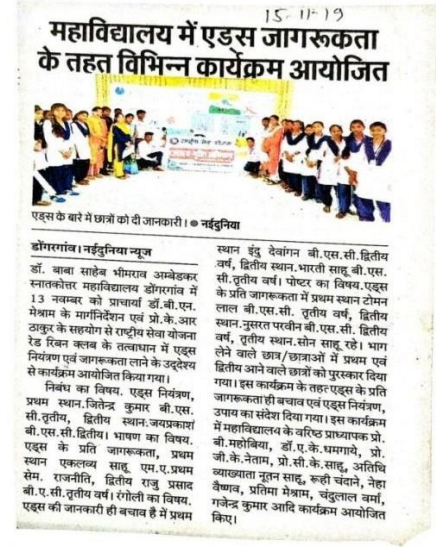 15-11-19
महाविद्यालय में एडस जागरूकता
के तहत विभिन्न कार्यक्रम आयोजित
एड्स के बारे में छात्रों को दी जानकारी। ● नईदुनिया
डोंगरगांव। नईदुनिया न्यूज
डॉ. बाबा साहेब भीमराव अम्बेडकर
स्नातकोत्तर महाविद्यालय डोंगरगांव में
13 नवम्बर को प्राचार्या डॉ.बी.एन.
मेश्राम के मार्गनिर्देशन एवं प्रो.के.आर
ठाकुर के सहयोग से राष्ट्रीय सेवा योजना
रेड रिबन क्लब के तत्वाधान में एड्स
नियंत्रण एवं जागरूकता लाने के उद्देश्य
से कार्यक्रम आयोजित किया गया।
निबंध का विषय. एड्स नियंत्रण,
प्रथम स्थान.जितेन्द्र कुमार बी.एस.
सी.तृतीय, द्वितीय स्थान.जयप्रकाश
बी.एस.सी.द्वितीय। भाषण का विषय.
एड्स के प्रति जागरूकता, प्रथम
स्थान एकलव्य साहू एम.ए.प्रथम
सेम. राजनीति, द्वितीय राजु प्रसाद
बी.ए.सी.तृतीय वर्ष। रंगोली का विषय.
एड्स की जानकारी ही बचाव है में प्रथम
स्थान इंदु देवांगन बी.एस.सी.द्वितीय
वर्ष, द्वितीय स्थान.भारती साहू बी.एस.
सी.तृतीय वर्ष। पोष्टर का विषय.एड्स
के प्रति जागरूकता में प्रथम स्थान टोमन
लाल बी.एस.सी. तृतीय वर्ष, द्वितीय
स्थान.नुसरत परवीन बी.एस.सी. द्वितीय
वर्ष, तृतीय स्थान.सोन साहू रहे। भाग
लेने वाले छात्र/छात्राओं में प्रथम एवं
द्वितीय आने वाले छात्रों को पुरस्कार दिया
गया। इस कार्यक्रम के तहत एड्स के प्रति
जागरूकता ही बचाव एवं एड्स नियंत्रण,
उपाय का संदेश दिया गया। इस कार्यक्रम
में महाविद्यालय के वरिष्ठ प्राध्यापक प्रो.
बी.महोबिया, डॉ.ए.के.धमगाये, प्रो.
जी.के.नेताम, प्रो.सी.के.साहू, अतिथि
व्याख्याता नूतन साहू, रूही चंदाने, नेहा
वैष्णव, प्रतिमा मेश्राम, चंदुलाल वर्मा,
गजेन्द्र कुमार आदि कार्यक्रम आयोजित
किए।